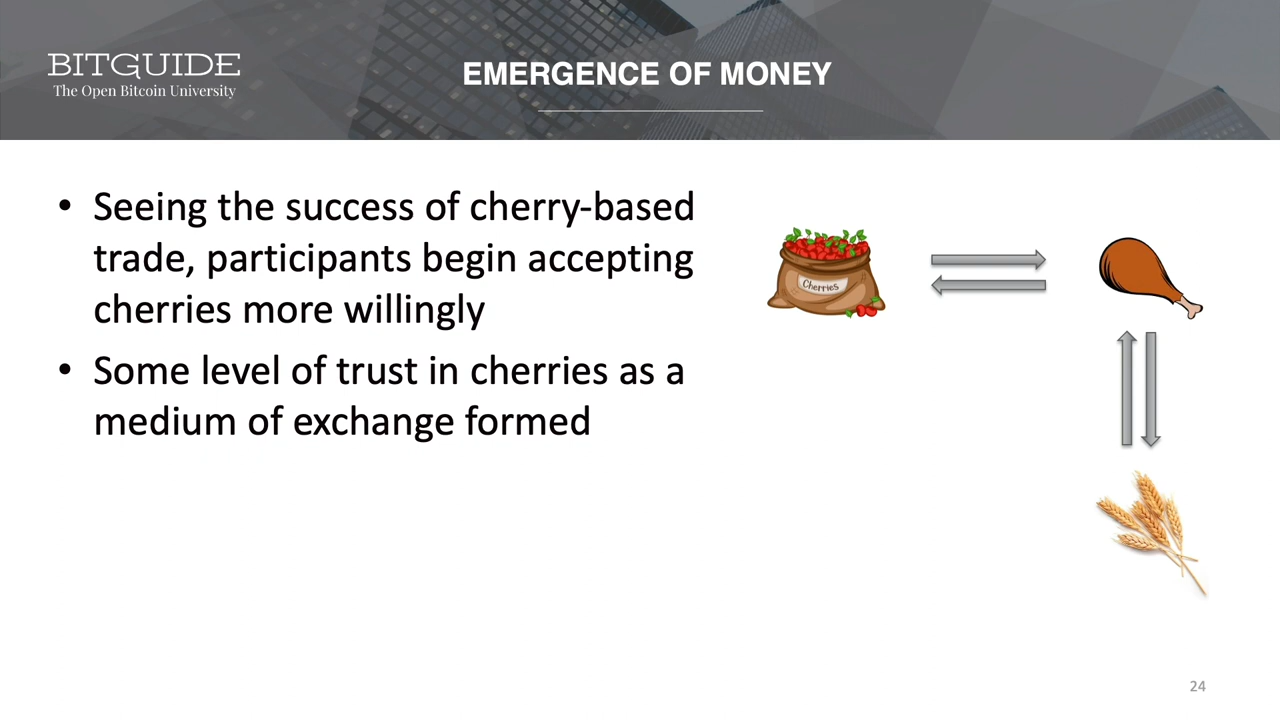 BITGUIDE
The Open Bitcoin University
EMERGENCE OF MONEY
• Seeing the success of cherry-based
trade, participants begin accepting
cherries more willingly
• Some level of trust in cherries as a
medium of exchange formed
Cherries
24